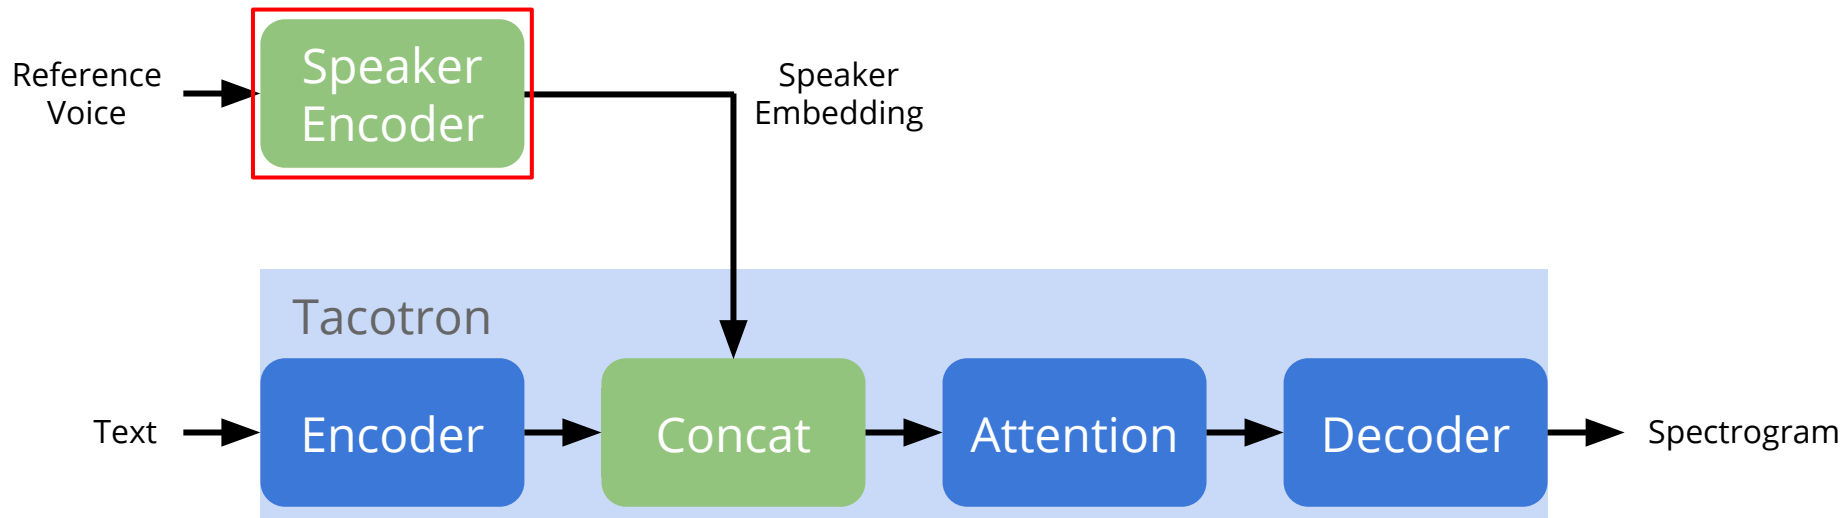 Reference
Voice
Speaker
Encoder
Speaker
Embedding
Tacotron
Text
Encoder
Concat
Attention
Decoder
Spectrogram